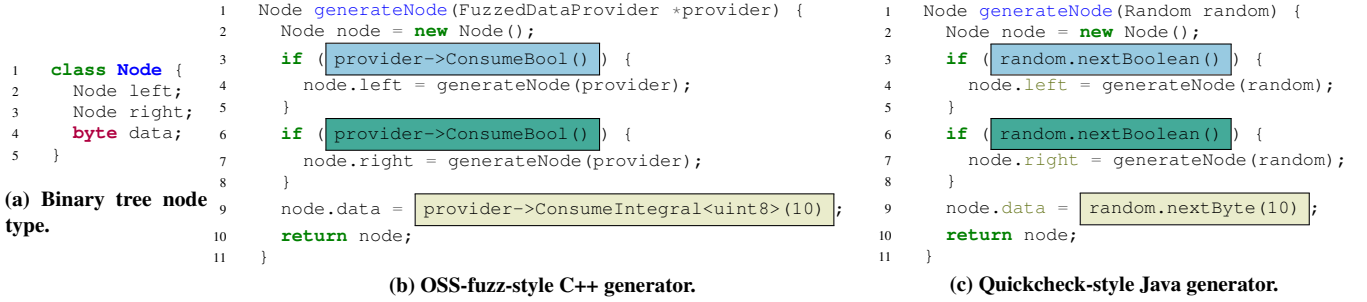 1 class Node {
2 Node left;
3 Node right;
4 byte data;
5 }
(a) Binary tree node
type.
1 Node generateNode(FuzzedDataProvider *provider) {
2 Node node = new Node();
3 if ( provider->ConsumeBool() ) {
4 node.left = generateNode(provider);
5 }
6 if ( provider->ConsumeBool() ) {
7 node.right = generateNode(provider);
8 }
9 node.data = provider->ConsumeIntegral<uint8>(10) ;
10 return node;
11 }
(b) OSS-fuzz-style C++ generator.
1 Node generateNode(Random random) {
2 Node node = new Node();
3 if ( random.nextBoolean() ) {
4 node.left = generateNode(random);
5 }
6 if ( random.nextBoolean() ) {
7 node.right = generateNode(random);
8 }
9 node.data = random.nextByte(10) ;
10 return node;
11 }
(c) Quickcheck-style Java generator.